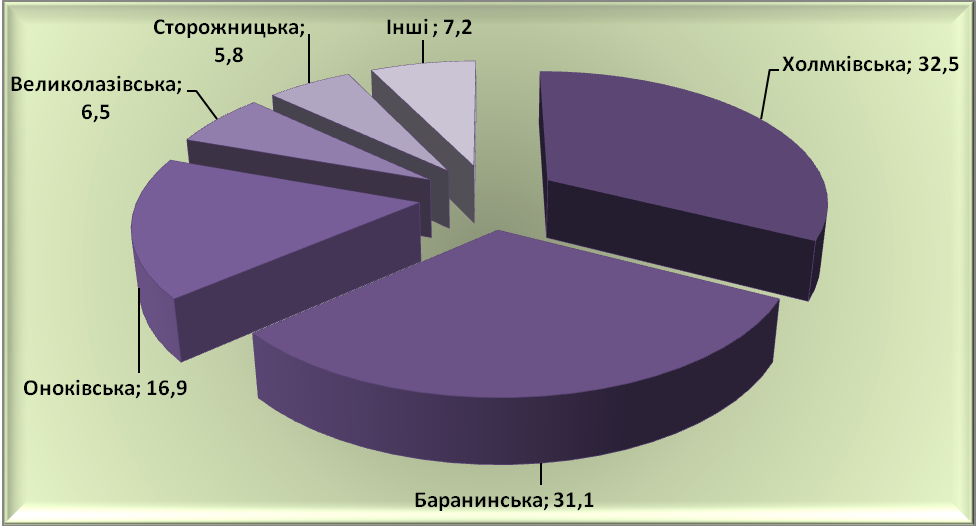 Сторожницька;
5,8
Інші ; 7,2
Холмківська; 32,5
Великолазівська;
6,5
Оноківська; 16,9
Баранинська; 31,1